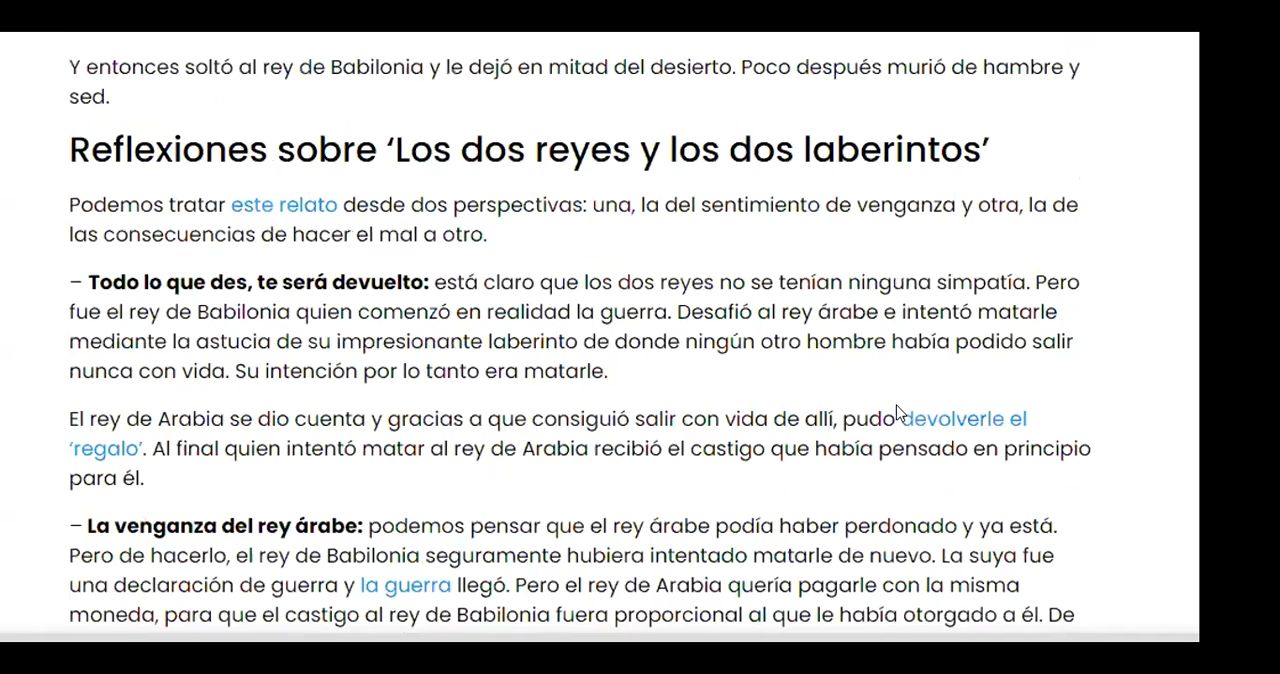 Y entonces soltó al rey de Babilonia y le dejó en mitad del desierto. Poco después murió de hambre y
sed.
Reflexiones sobre ‘Los dos reyes y los dos laberintos’
Podemos tratar este relato desde dos perspectivas: una, la del sentimiento de venganza y otra, la de
las consecuencias de hacer el mal a otro.
– Todo lo que des, te será devuelto: está claro que los dos reyes no se tenían ninguna simpatía. Pero
fue el rey de Babilonia quien comenzó en realidad la guerra. Desafió al rey árabe e intentó matarle
mediante la astucia de su impresionante laberinto de donde ningún otro hombre había podido salir
nunca con vida. Su intención por lo tanto era matarle.
El rey de Arabia se dio cuenta y gracias a que consiguió salir con vida de allí, pudo devolverle el
‘regalo’. Al final quien intentó matar al rey de Arabia recibió el castigo que había pensado en principio
para él.
– La venganza del rey árabe: podemos pensar que el rey árabe podía haber perdonado y ya está.
Pero de hacerlo, el rey de Babilonia seguramente hubiera intentado matarle de nuevo. La suya fue
una declaración de guerra y la guerra llegó. Pero el rey de Arabia quería pagarle con la misma
moneda, para que el castigo al rey de Babilonia fuera proporcional al que le había otorgado a él. De